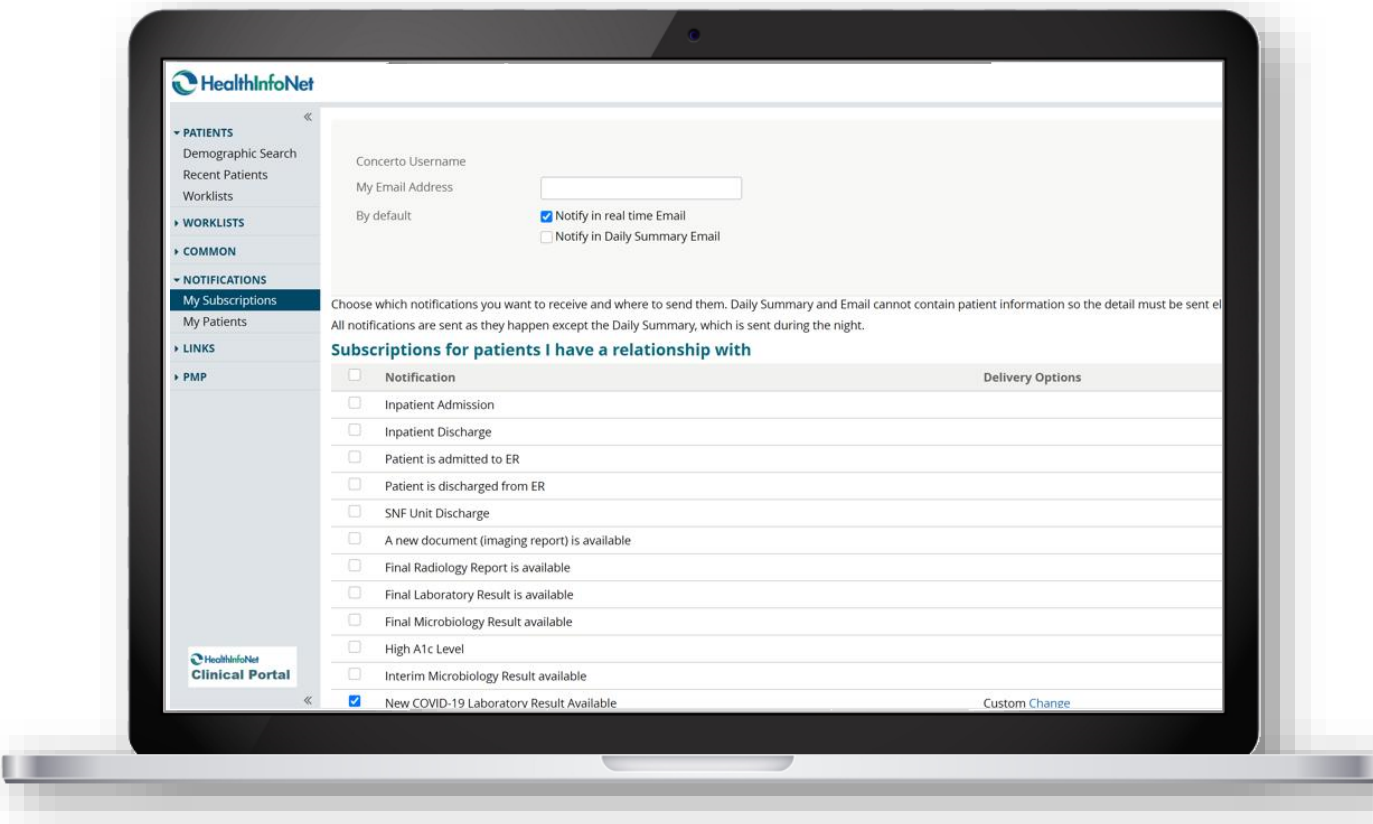 HealthInfoNet
PATIENTS
Demographic Search
Recent Patients
Worklists
WORKLISTS
COMMON
NOTIFICATIONS
My Subscriptions
My Patients
LINKS
PMP
HealthInfoNet
Clinical Portal
Concerto Username
My Email Address
By default
Notify in real time Email
Notify in Daily Summary Email
Choose which notifications you want to receive and where to send them. Daily Summary and Email cannot contain patient information so the detail must be sent
All notifications are sent as they happen except the Daily Summary, which is sent during the night.
Subscriptions for patients I have a relationship with
Notification Delivery Options
Inpatient Admission
Inpatient Discharge
Patient is admitted to ER
Patient is discharged from ER
SNF Unit Discharge
A new document (imaging report) is available
Final Radiology Report is available
Final Laboratory Result is available
Final Microbiology Result available
High A1c Level
Interim Microbiology Result available
New COVID-19 Laboratory Result Available Custom Change